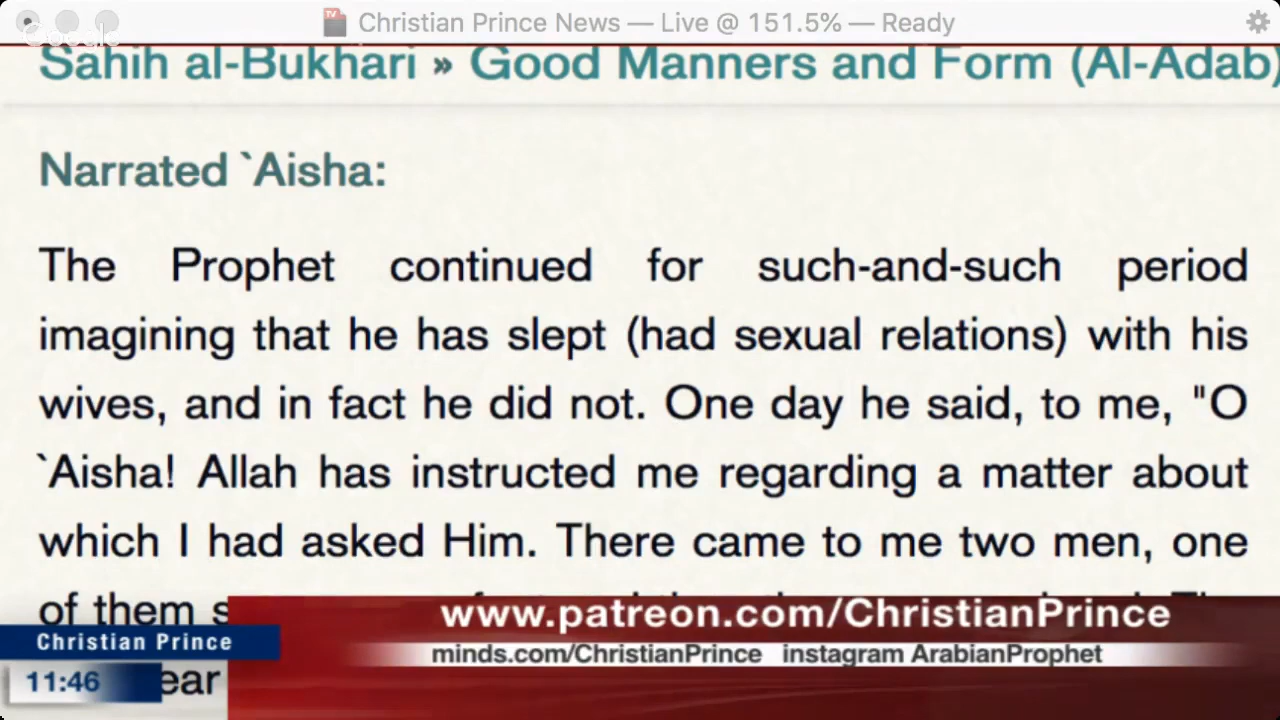 Google
TV
Christian Prince News — Live @ 151.5% — Ready
Sahih al-Bukhari » Good Manners and Form (Al-Adab)
Narrated `Aisha:
The Prophet continued for such-and-such period
imagining that he has slept (had sexual relations) with his
wives, and in fact he did not. One day he said, to me, "O
`Aisha! Allah has instructed me regarding a matter about
which I had asked Him. There came to me two men, one
of them
www.patreon.com/ChristianPrince
Christian Prince
minds.com/ChristianPrince instagram ArabianProphet
11:46